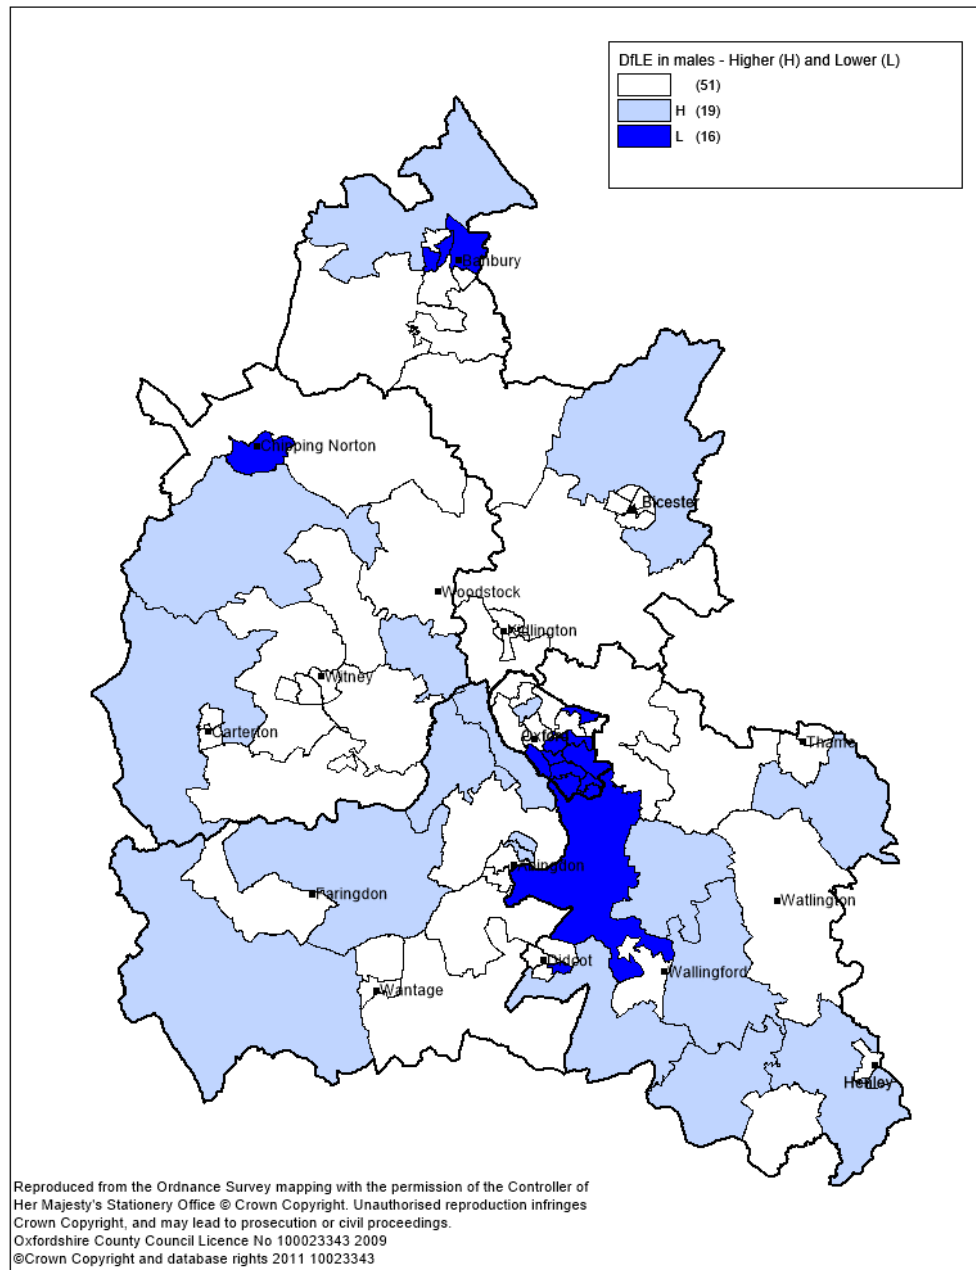 DfLE in males - Higher (H) and Lower (L)
(51)
H (19)
L (16)
Banbury
Chipping Norton
Bicester
Woodstock
Kidlington
Witney
Carterton
Oxford
Thame
Abingdon
Faringdon
Watlington
Didcot
Wallingford
Wantage
Henley
Reproduced from the Ordnance Survey mapping with the permission of the Controller of
Her Majesty's Stationery Office © Crown Copyright. Unauthorised reproduction infringes
Crown Copyright, and may lead to prosecution or civil proceedings.
Oxfordshire County Council Licence No 100023343 2009
©Crown Copyright and database rights 2011 10023343